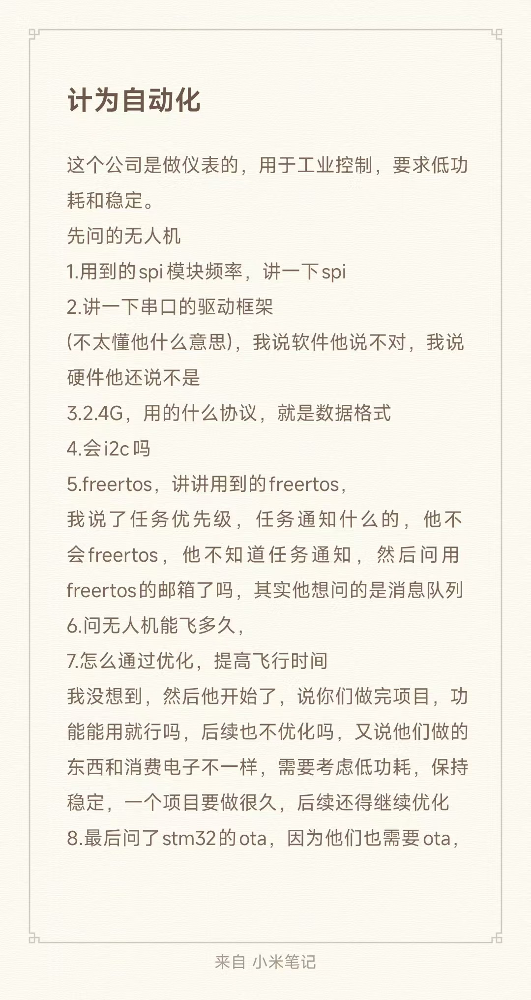 计为自动化
这个公司是做仪表的，用于工业控制，要求低功
耗和稳定。
先问的无人机
1.用到的spi模块频率，讲一下spi
2.讲一下串口的驱动框架
(不太懂他什么意思)，我说软件他说不对，我说
硬件他还说不是
3.2.4G，用的什么协议，就是数据格式
4.会i2c吗
5.freertos，讲讲用到的freertos，
我说了任务优先级，任务通知什么的，他不
会freertos，他不知道任务通知，然后问用
freertos的邮箱了吗，其实他想问的是消息队列
6.问无人机能飞多久，
7.怎么通过优化，提高飞行时间
我没想到，然后他开始了，说你们做完项目，功
能能用就行吗，后续也不优化吗，又说他们做的
东西和消费电子不一样，需要考虑低功耗，保持
稳定，一个项目要做很久，后续还得继续优化
8.最后问了stm32的ota，因为他们也需要ota，
来自 小米笔记